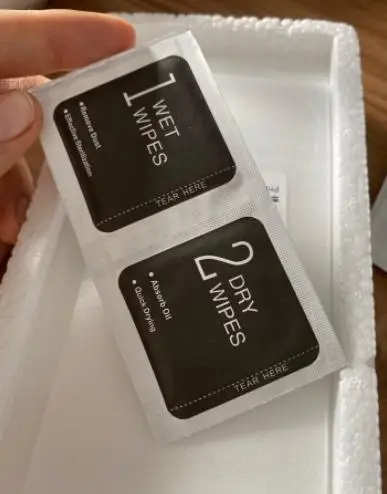 1 WET
WIPES
• Remove Dust
• Effective Sterilization
TEAR HERE
2 DRY
WIPES
• Absorb Oil
• Quick Drying
TEAR HERE